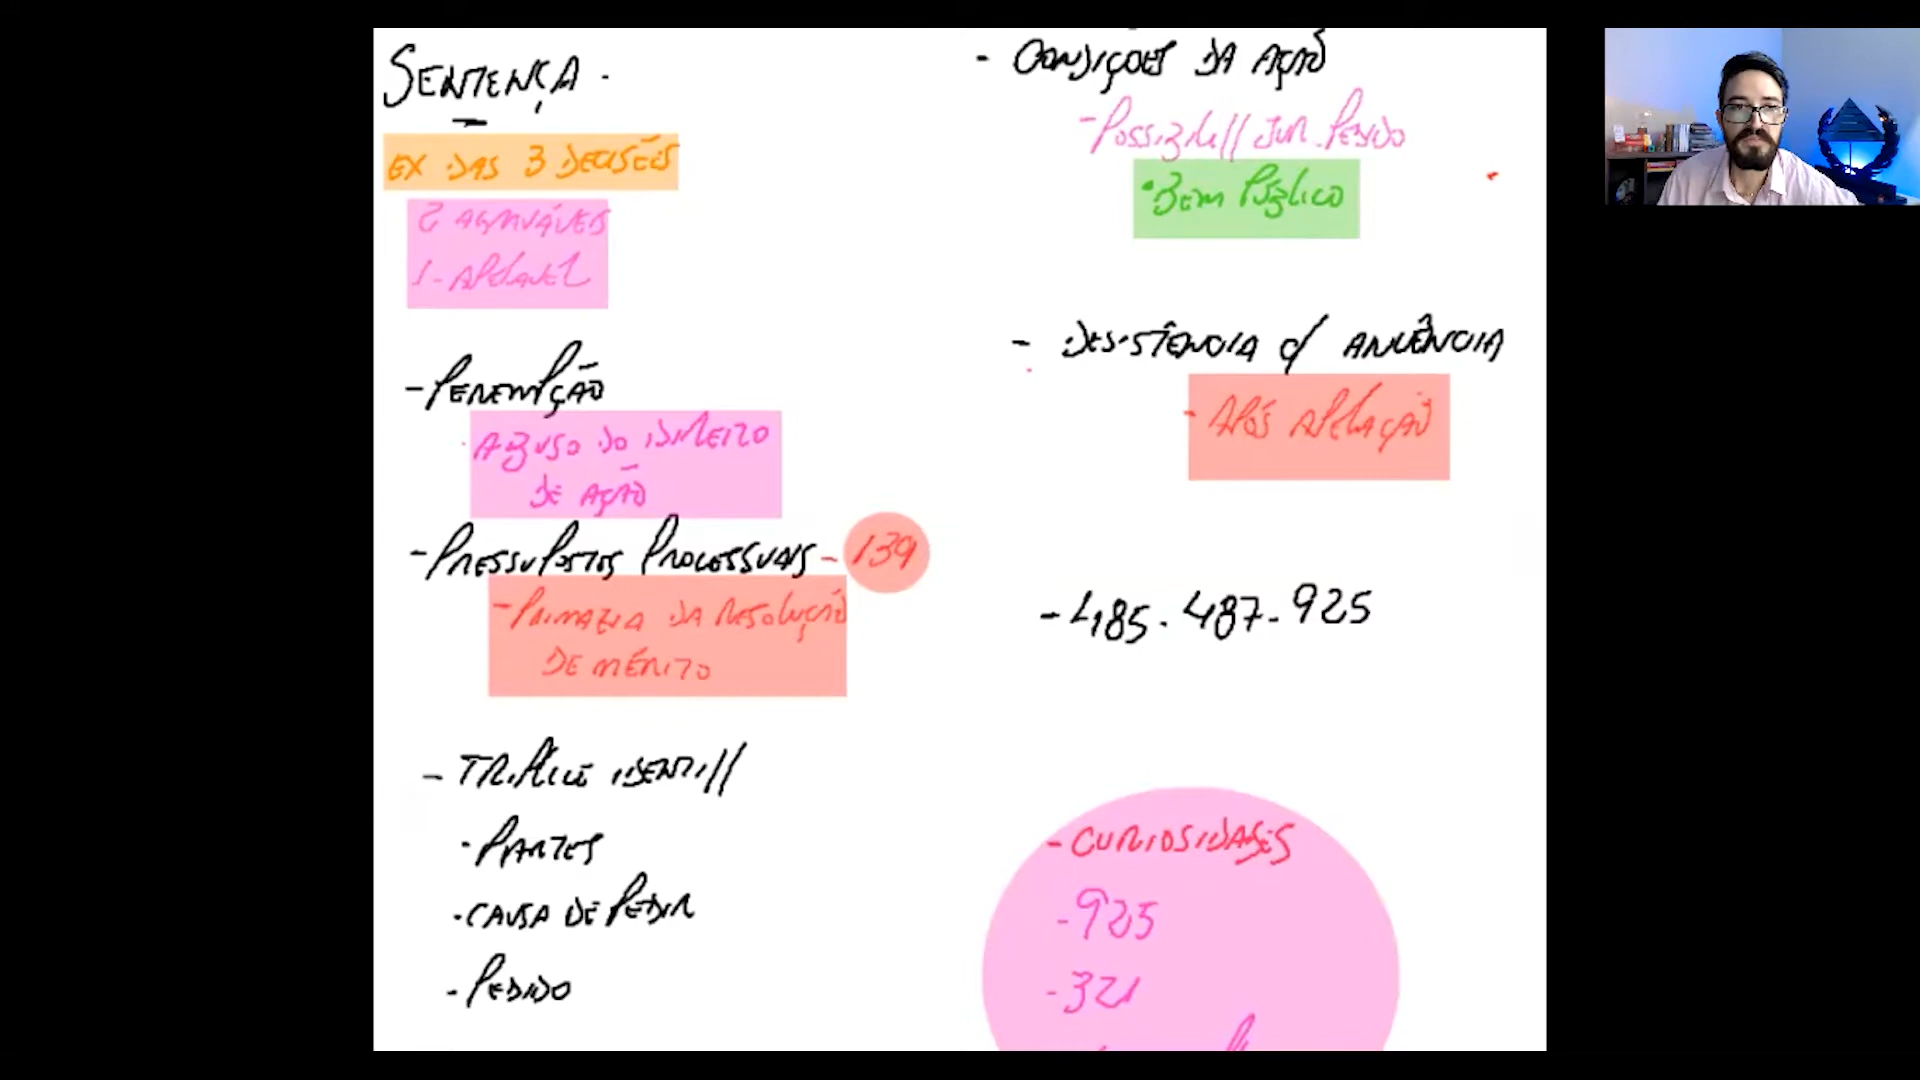 SENTENÇA.
EX DAS 3 DECISÕES
2 AGRAVÁVEIS
1 - APELÁVEL
- PEREMPÇÃO
ABUSO DO DIREITO
DE AÇÃO
- PRESSUPOSTOS PROCESSUAIS - 139
- PRIMAZIA DA RESOLUÇÃO
DE MÉRITO
- TRÍPLICE IDENTI//
• PARTES
• CAUSA DE PEDIR
• PEDIDO
- CONDIÇÕES DA AÇÃO
- POSSIBILI// JUR. PEDIDO
• BEM PÚBLICO
- DESISTÊNCIA C/ ANUÊNCIA
- APÓS APELAÇÃO
- 485. 487. 925
- CURIOSIDADES
- 925
- 321